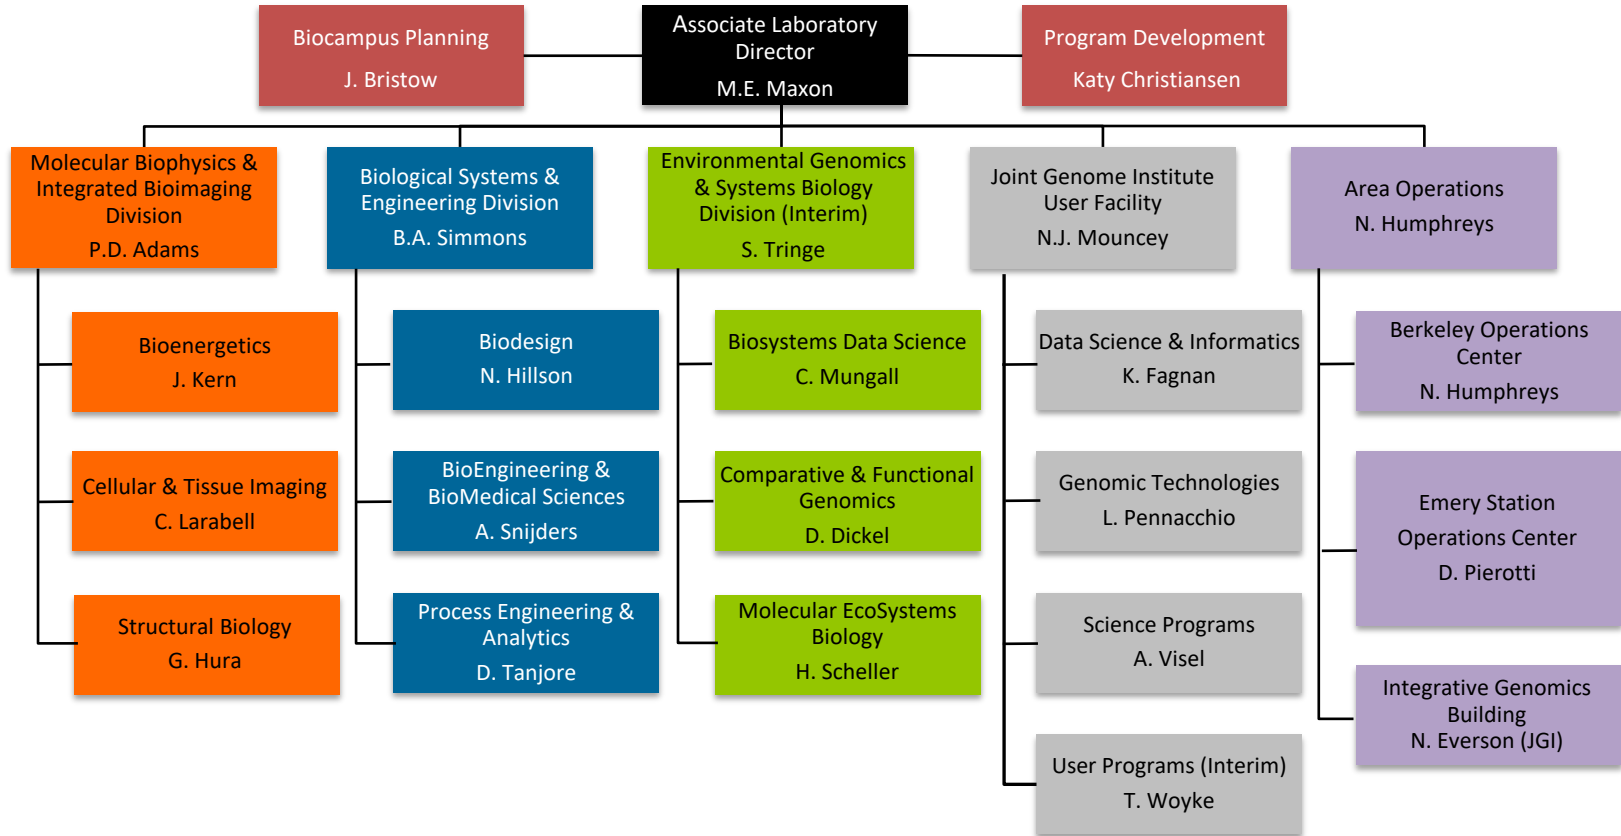 Biocampus Planning
J. Bristow
Associate Laboratory
Director
M.E. Maxon
Program Development
Katy Christiansen
Molecular Biophysics &
Integrated Bioimaging
Division
P.D. Adams
Biological Systems &
Engineering Division
B.A. Simmons
Environmental Genomics
& Systems Biology
Division (Interim)
S. Tringe
Joint Genome Institute
User Facility
N.J. Mouncey
Area Operations
N. Humphreys
Bioenergetics
J. Kern
Biodesign
N. Hillson
Biosystems Data Science
C. Mungall
Data Science & Informatics
K. Fagnan
Berkeley Operations
Center
N. Humphreys
Cellular & Tissue Imaging
C. Larabell
BioEngineering &
BioMedical Sciences
A. Snijders
Comparative & Functional
Genomics
D. Dickel
Genomic Technologies
L. Pennacchio
Emery Station
Operations Center
D. Pierotti
Structural Biology
G. Hura
Process Engineering &
Analytics
D. Tanjore
Molecular EcoSystems
Biology
H. Scheller
Science Programs
A. Visel
Integrative Genomics
Building
N. Everson (JGI)
User Programs (Interim)
T. Woyke